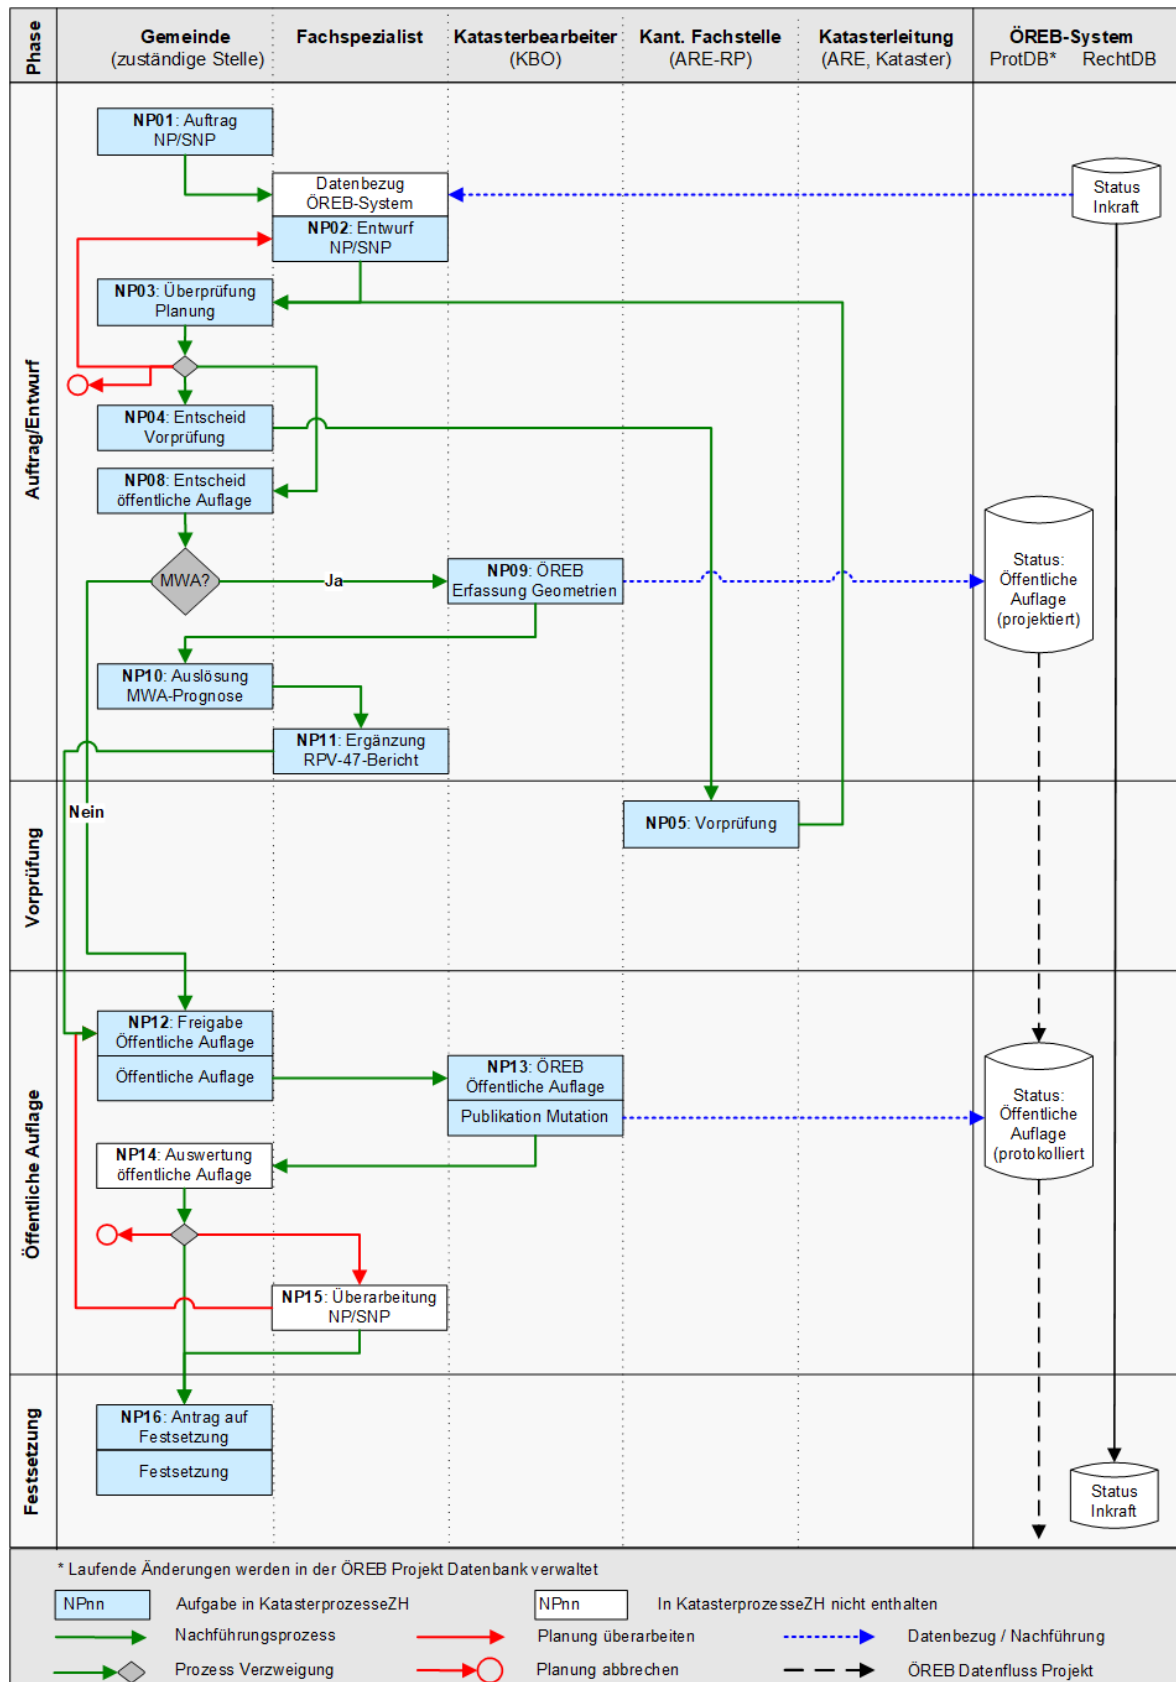 Phase
Gemeinde
(zuständige Stelle)
Fachspezialist
Katasterbearbeiter
(KBO)
Kant. Fachstelle
(ARE-RP)
Katasterleitung
(ARE, Kataster)
ÖREB-System
ProtDB* RechtDB
Auftrag/Entwurf
NP01: Auftrag
NP/SNP
Datenbezug
ÖREB-System
Status
Inkraft
NP02: Entwurf
NP/SNP
NP03: Überprüfung
Planung
NP04: Entscheid
Vorprüfung
NP08: Entscheid
öffentliche Auflage
MWA?
Ja
NP09: ÖREB
Erfassung Geometrien
Status:
Öffentliche
Auflage
(projektiert)
NP10: Auslösung
MWA-Prognose
NP11: Ergänzung
RPV-47-Bericht
Vorprüfung
Nein
NP05: Vorprüfung
Öffentliche Auflage
NP12: Freigabe
Öffentliche Auflage
Öffentliche Auflage
NP13: ÖREB
Öffentliche Auflage
Publikation Mutation
Status:
Öffentliche
Auflage
(protokolliert
NP14: Auswertung
öffentliche Auflage
NP15: Überarbeitung
NP/SNP
Festsetzung
NP16: Antrag auf
Festsetzung
Festsetzung
Status
Inkraft
* Laufende Änderungen werden in der ÖREB Projekt Datenbank verwaltet
NPnn Aufgabe in KatasterprozesseZH
NPnn In KatasterprozesseZH nicht enthalten
Nachführungsprozess
Planung überarbeiten
Datenbezug / Nachführung
Prozess Verzweigung
Planung abbrechen
ÖREB Datenfluss Projekt